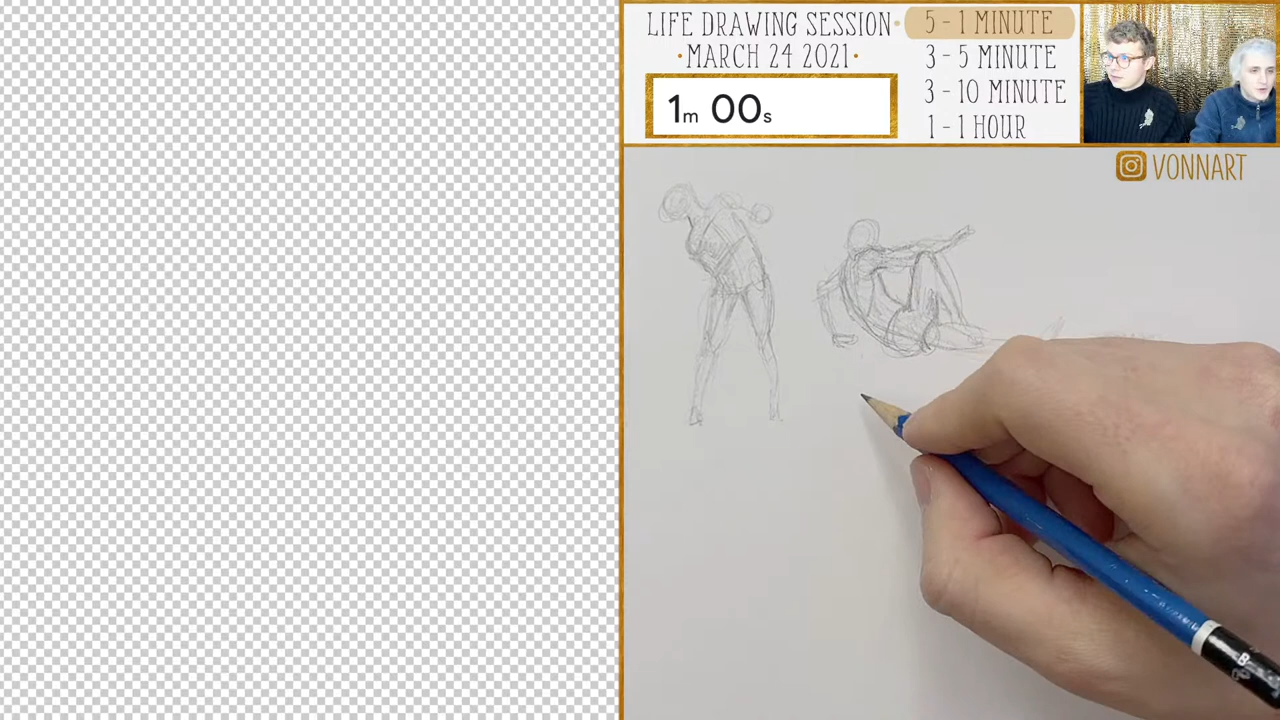 LIFE DRAWING SESSION
·MARCH 24 2021·
1m 00s
5 - 1 MINUTE
3 - 5 MINUTE
3 - 10 MINUTE
1 - 1 HOUR
VONNART
B